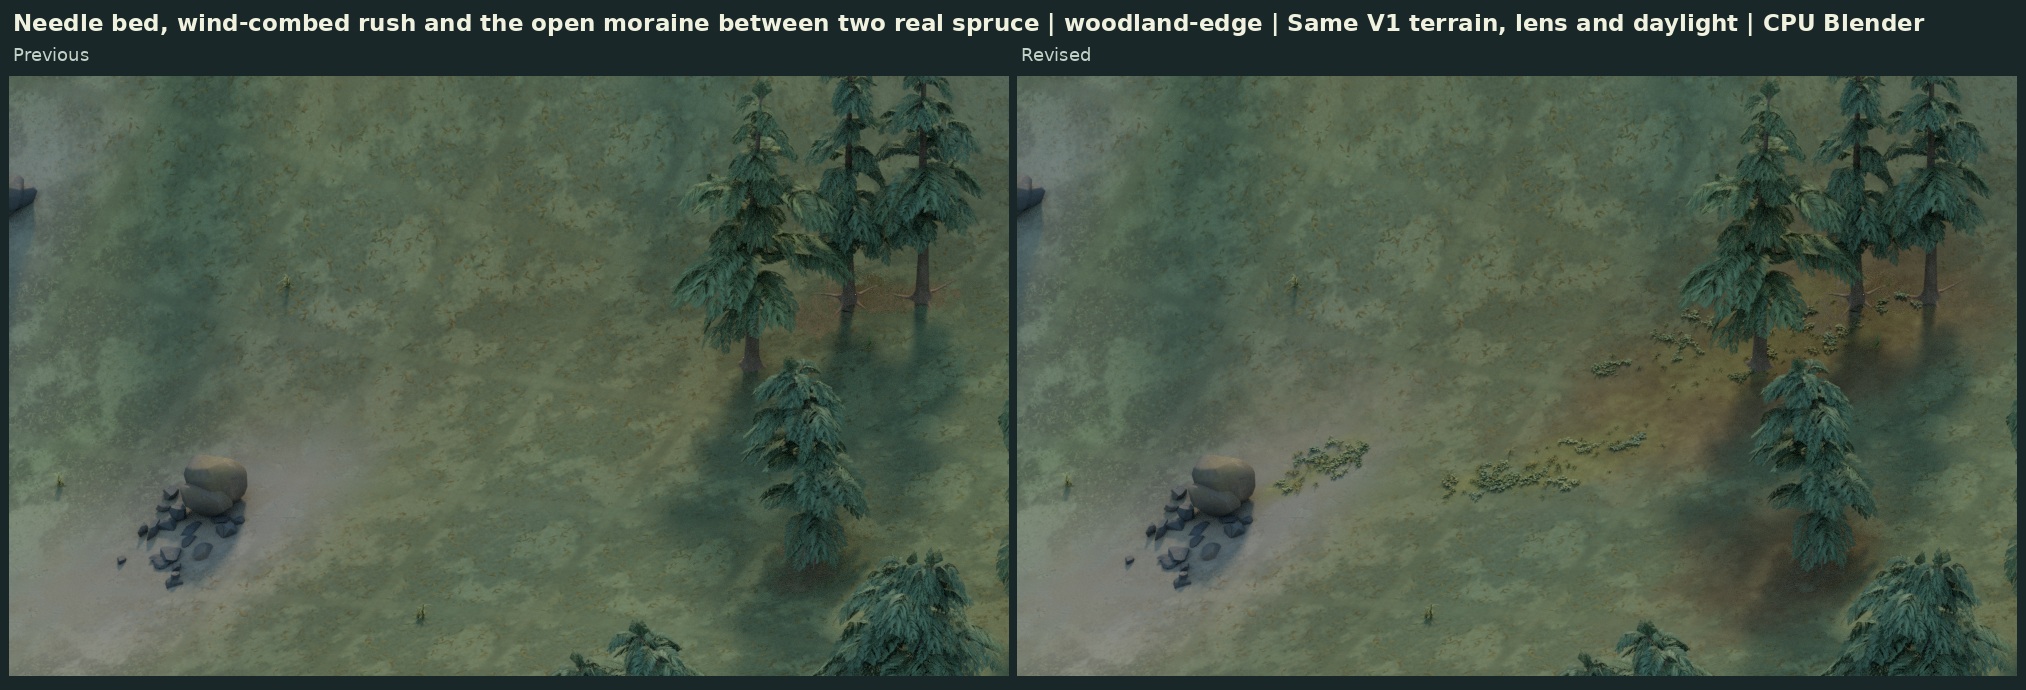 Needle bed, wind-combed rush and the open moraine between two real spruce | woodland-edge | Same V1 terrain, lens and daylight | CPU Blender
Previous
Revised